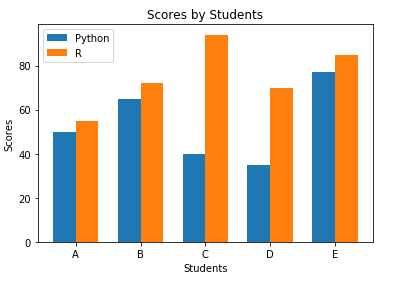 Scores by Students
Python
R
80
60
40
20
0
Scores
A B C D E
Students